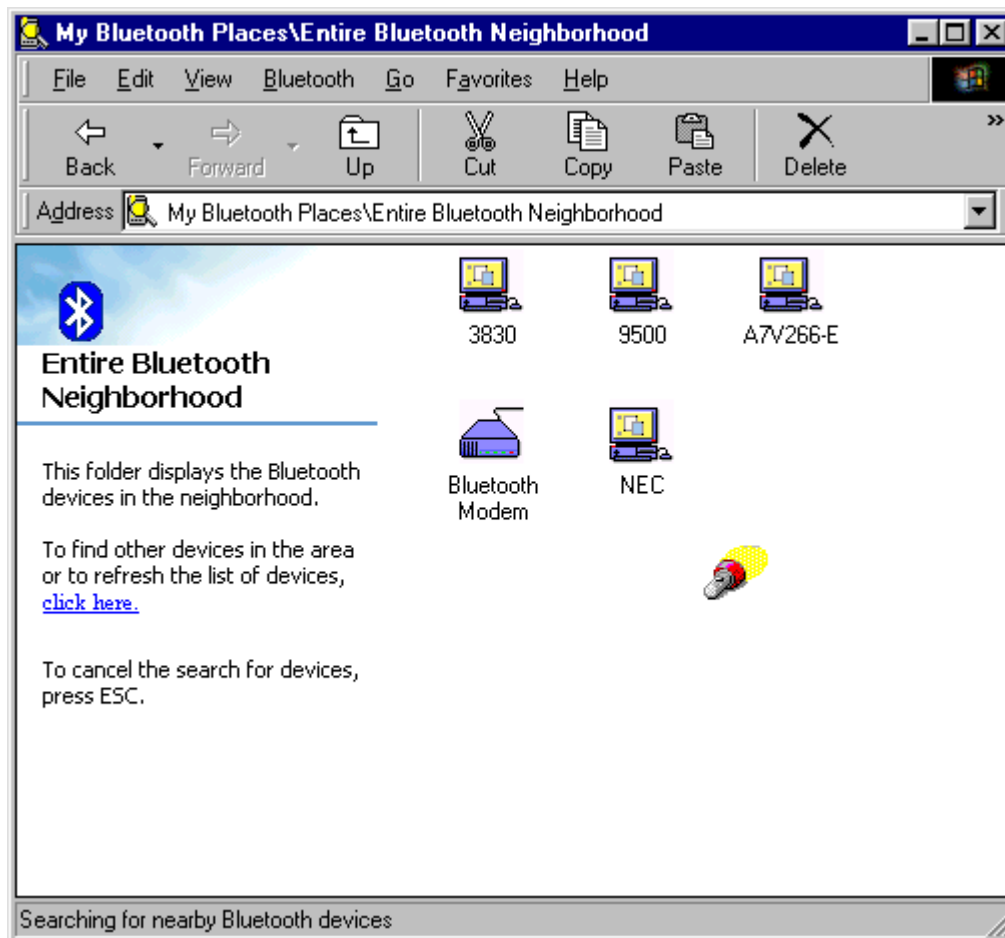 My Bluetooth Places\Entire Bluetooth Neighborhood
File Edit View Bluetooth Go Favorites Help
Back Forward Up Cut Copy Paste Delete »
Address My Bluetooth Places\Entire Bluetooth Neighborhood
3830 9500 A7V266-E
Entire Bluetooth
Neighborhood
This folder displays the Bluetooth
devices in the neighborhood.
Bluetooth
Modem
NEC
To find other devices in the area
or to refresh the list of devices,
click here.
To cancel the search for devices,
press ESC.
Searching for nearby Bluetooth devices